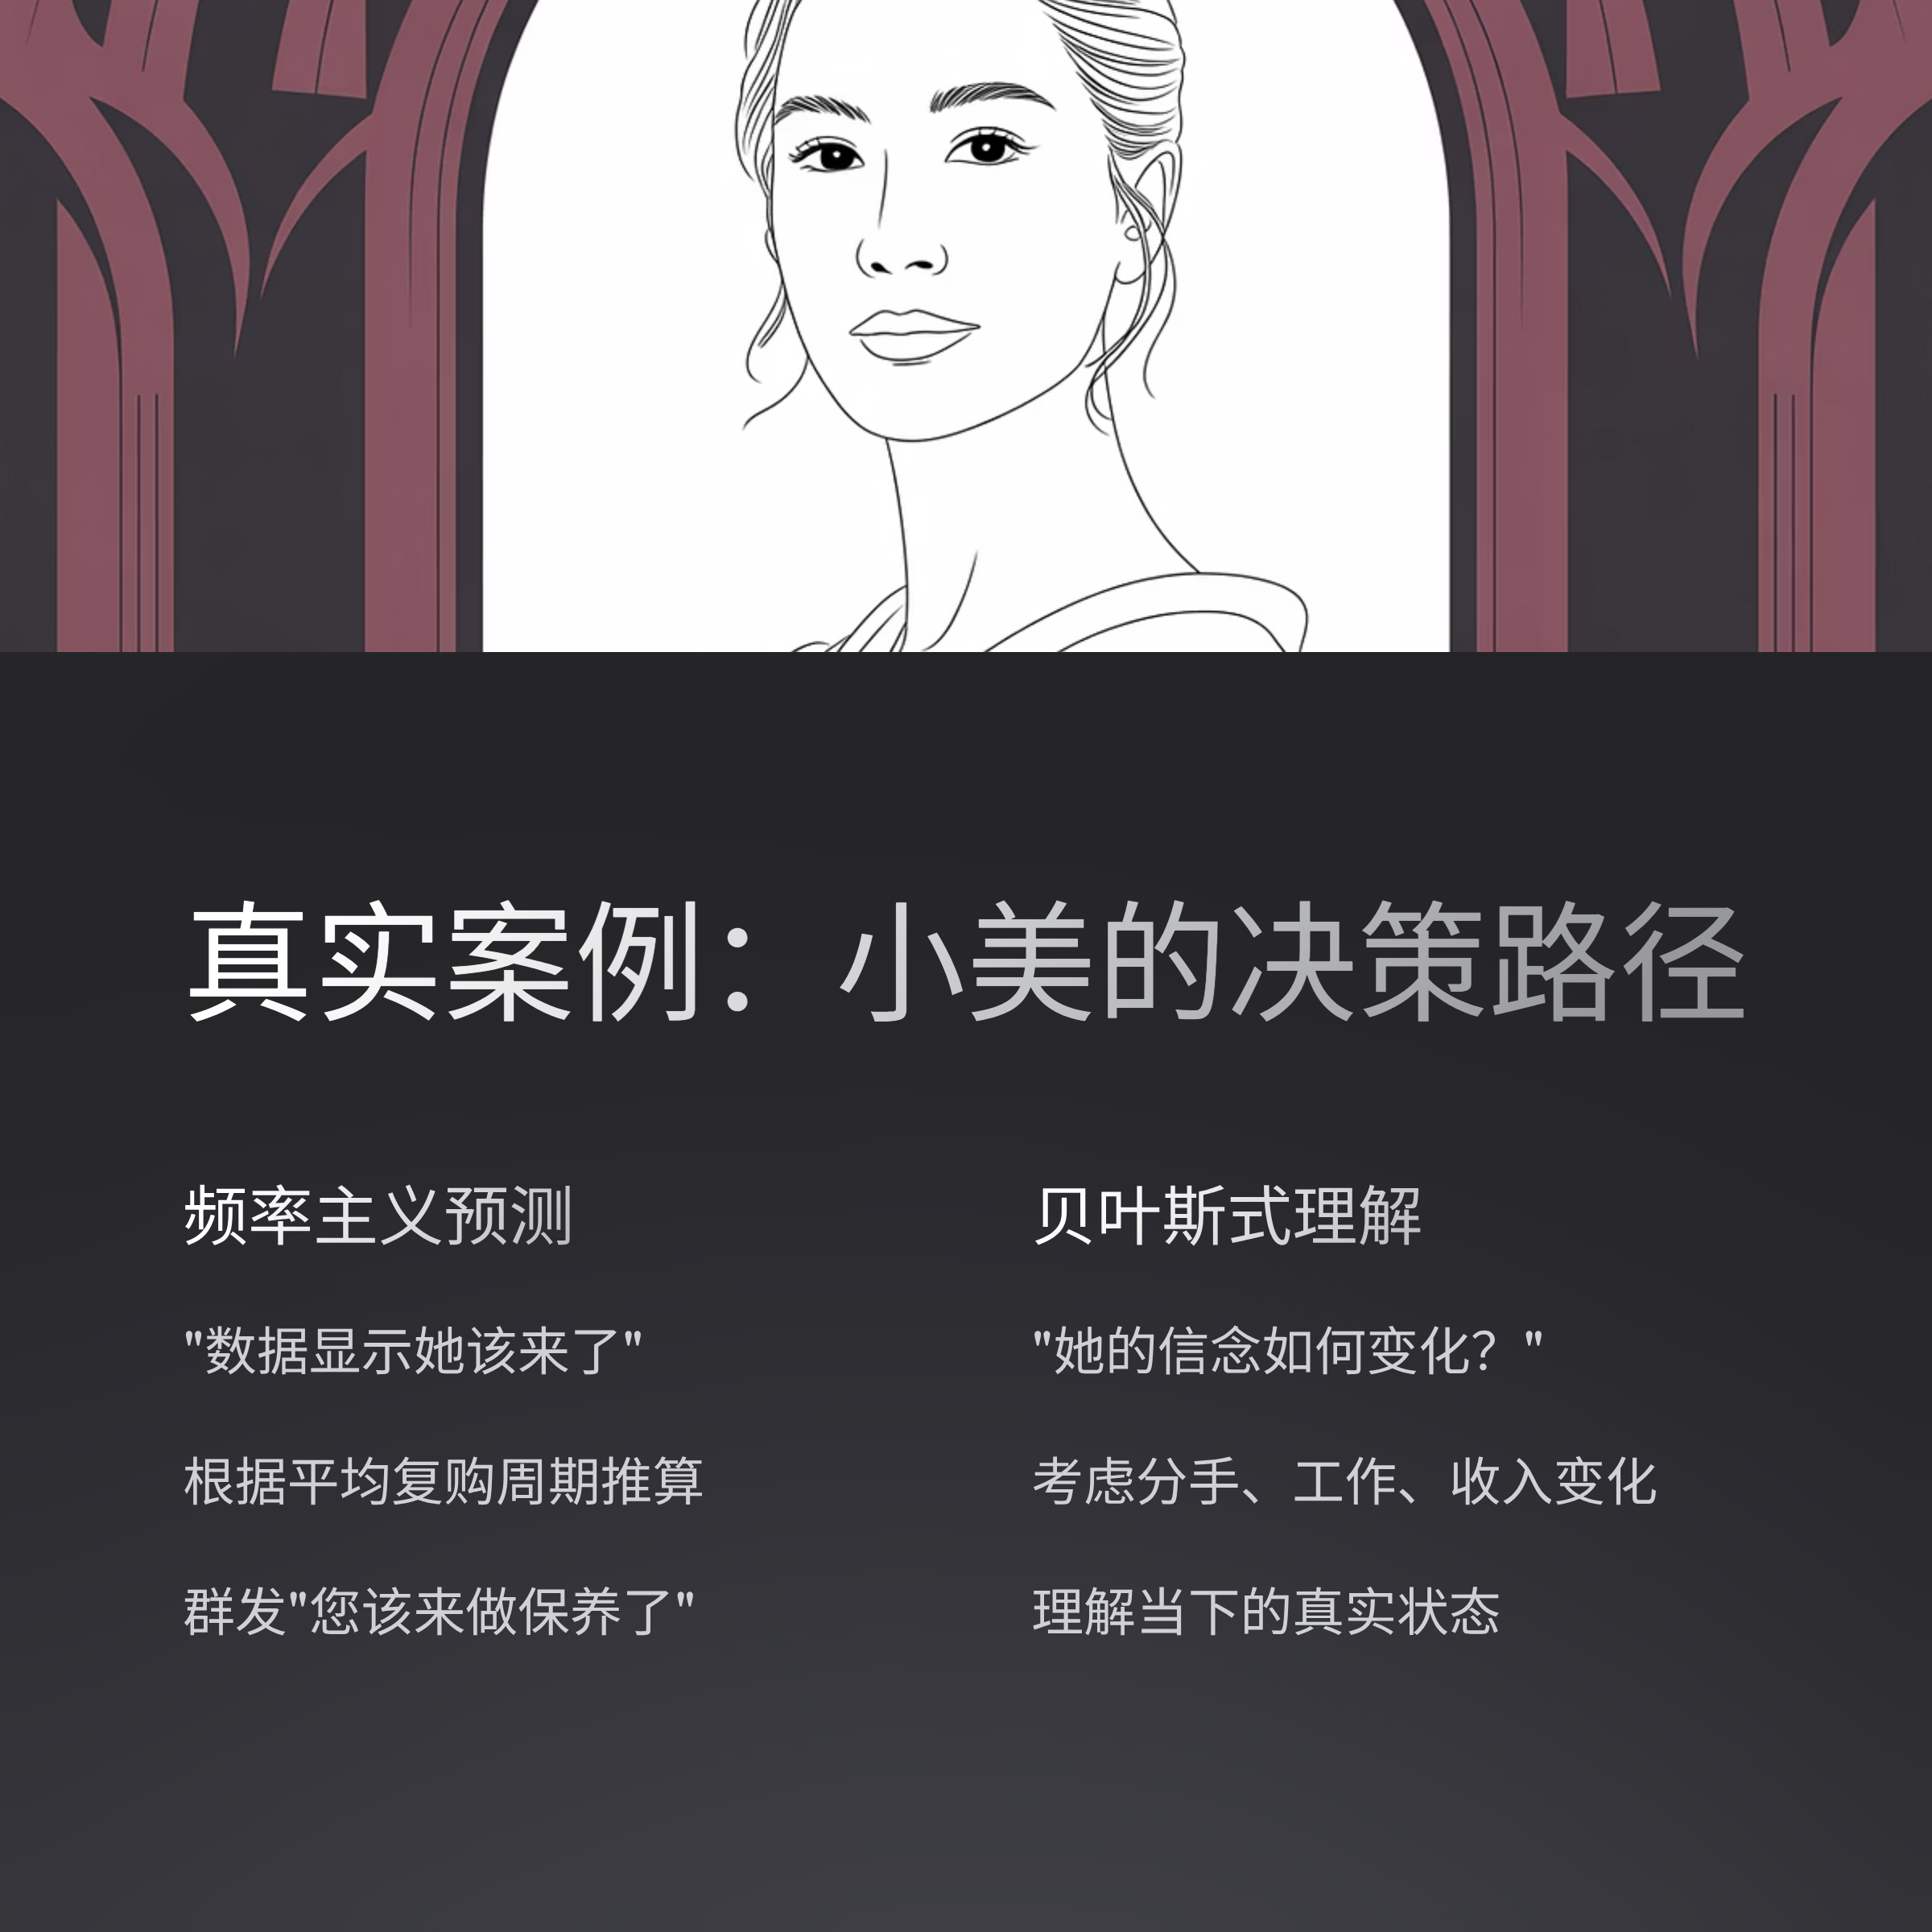 真实案例：小美的决策路径
频率主义预测
"数据显示她该来了"
根据平均复购周期推算
群发"您该来做保养了"
贝叶斯式理解
"她的信念如何变化？"
考虑分手、工作、收入变化
理解当下的真实状态